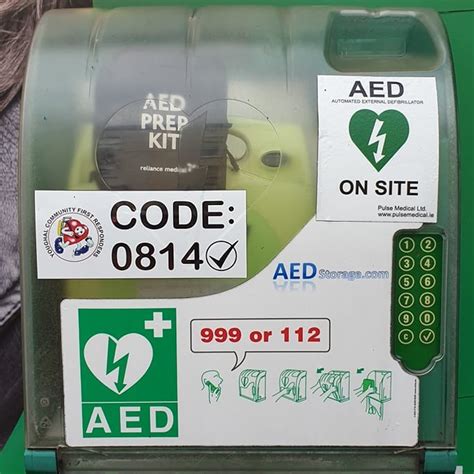 AED
PREP
KIT
reliance medical
AED
AUTOMATED EXTERNAL DEFIBRILLATOR
ON SITE
Pulse Medical Ltd.
www.pulsemedical.ie
YOUGHAL COMMUNITY FIRST RESPONDERS
CODE:
0814✓
AED Storage.com
1 2
3 4
5 6
7 8
9 0
C ✓
999 or 112
AED